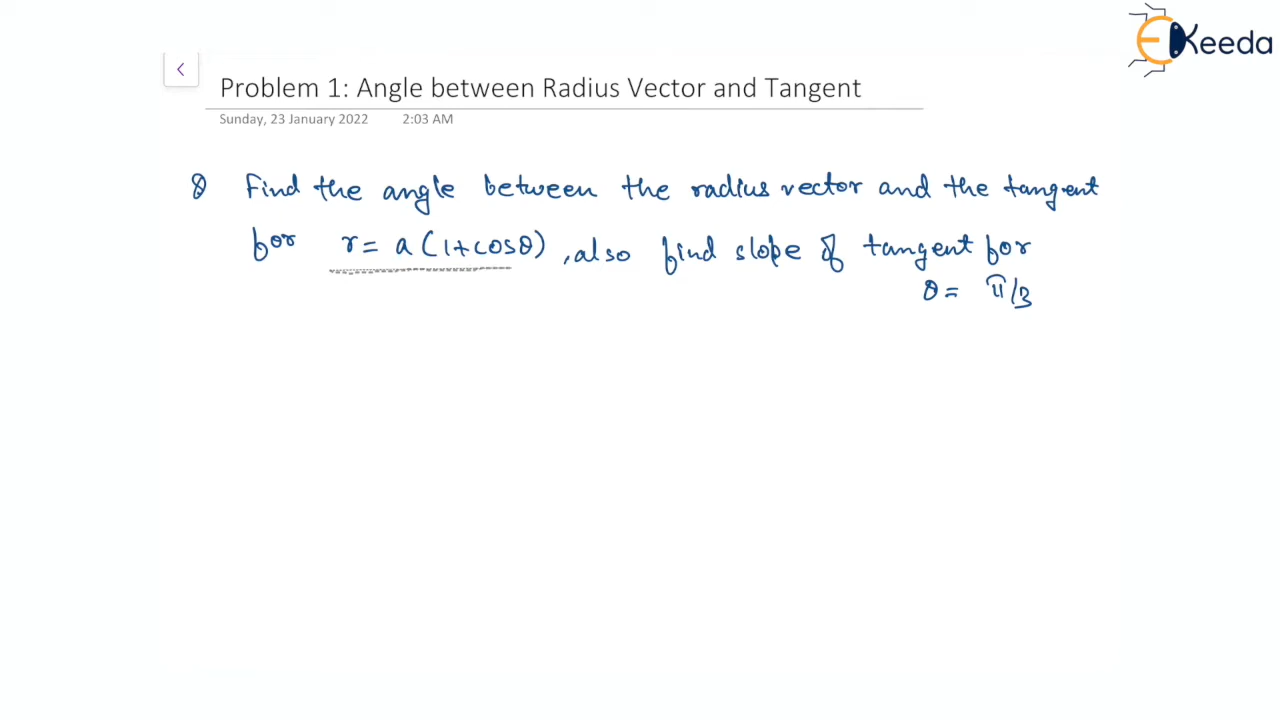 EKeeda
Problem 1: Angle between Radius Vector and Tangent
Sunday, 23 January 2022 2:03 AM
Q Find the angle between the radius vector and the tangent
for r = a(1+cosθ), also find slope of tangent for
θ = π/3